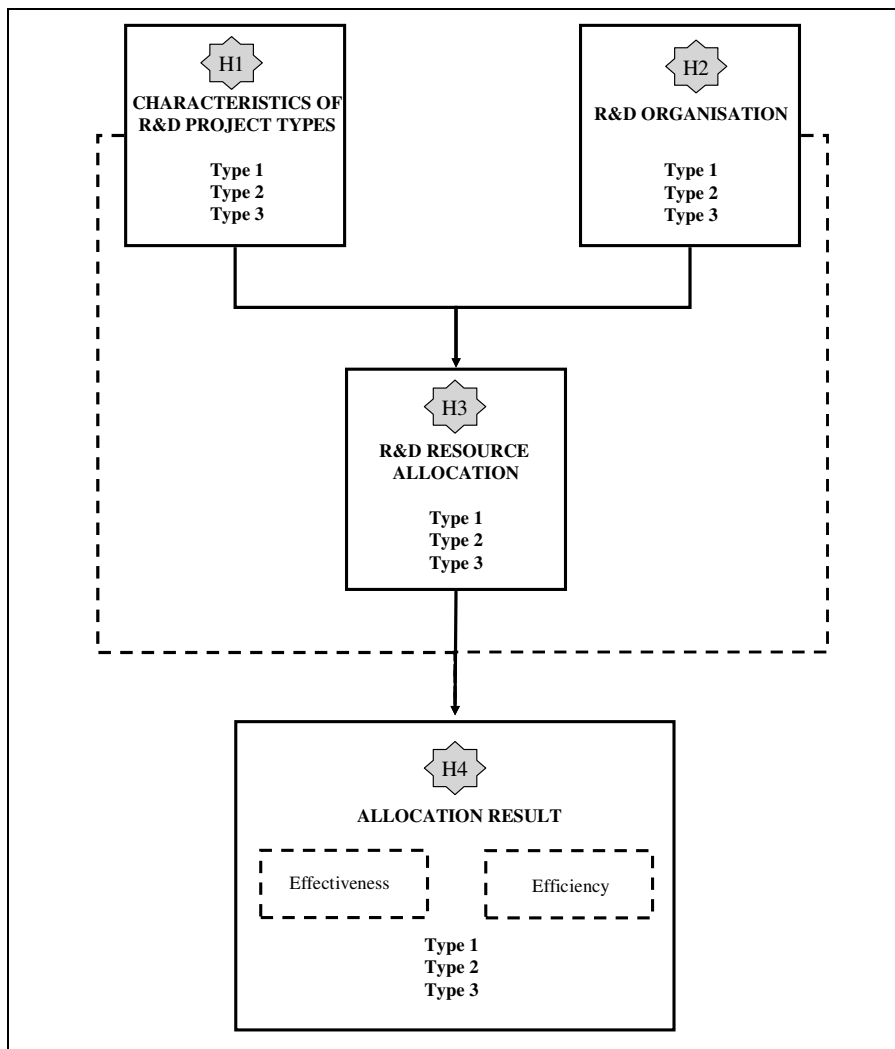 H1
CHARACTERISTICS OF
R&D PROJECT TYPES
Type 1
Type 2
Type 3
H2
R&D ORGANISATION
Type 1
Type 2
Type 3
H3
R&D RESOURCE
ALLOCATION
Type 1
Type 2
Type 3
H4
ALLOCATION RESULT
Effectiveness
Efficiency
Type 1
Type 2
Type 3